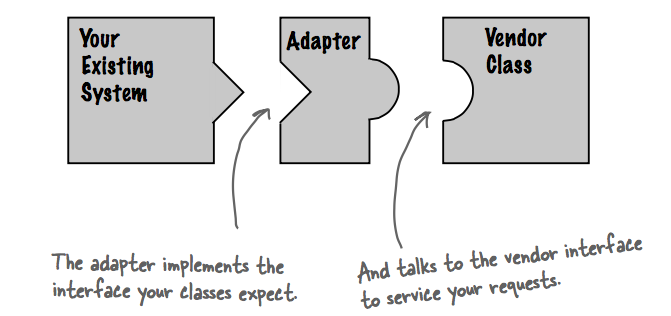 Your
Existing
System
Adapter
Vendor
Class
The adapter implements the
interface your classes expect.
And talks to the vendor interface
to service your requests.